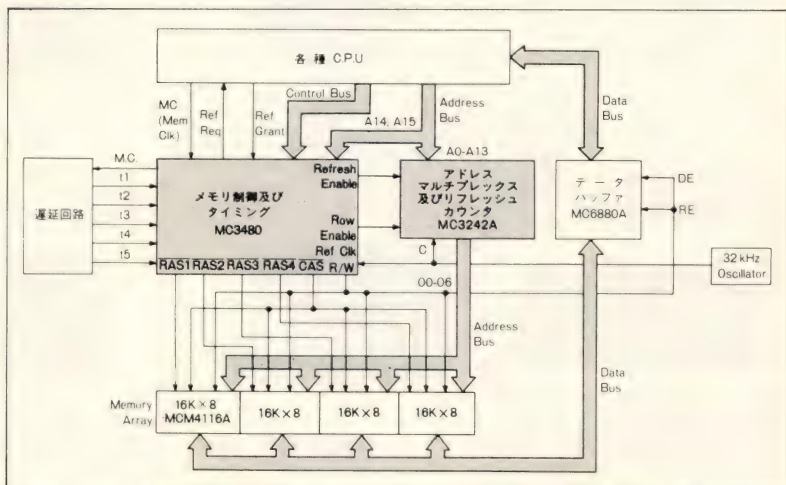 各種 C.P.U
MC
(Mem
Clk)
Ref
Req
Ref
Grant
Control Bus
A14, A15
Address
Bus
A0-A13
Data
Bus
遅延回路
M.C.
t1
t2
t3
t4
t5
メモリ制御及び
タイミング
MC3480
Refresh
Enable
Row
Enable
Ref Clk
RAS1 RAS2 RAS3 RAS4 CAS R/W
アドレス
マルチプレックス
及びリフレッシュ
カウンタ
MC3242A
C
00-06
データ
バッファ
MC6880A
DE
RE
32 kHz
Oscillator
Address
Bus
Data
Bus
Memory
Array
16K×8
MCM4116A
16K×8
16K×8
16K×8